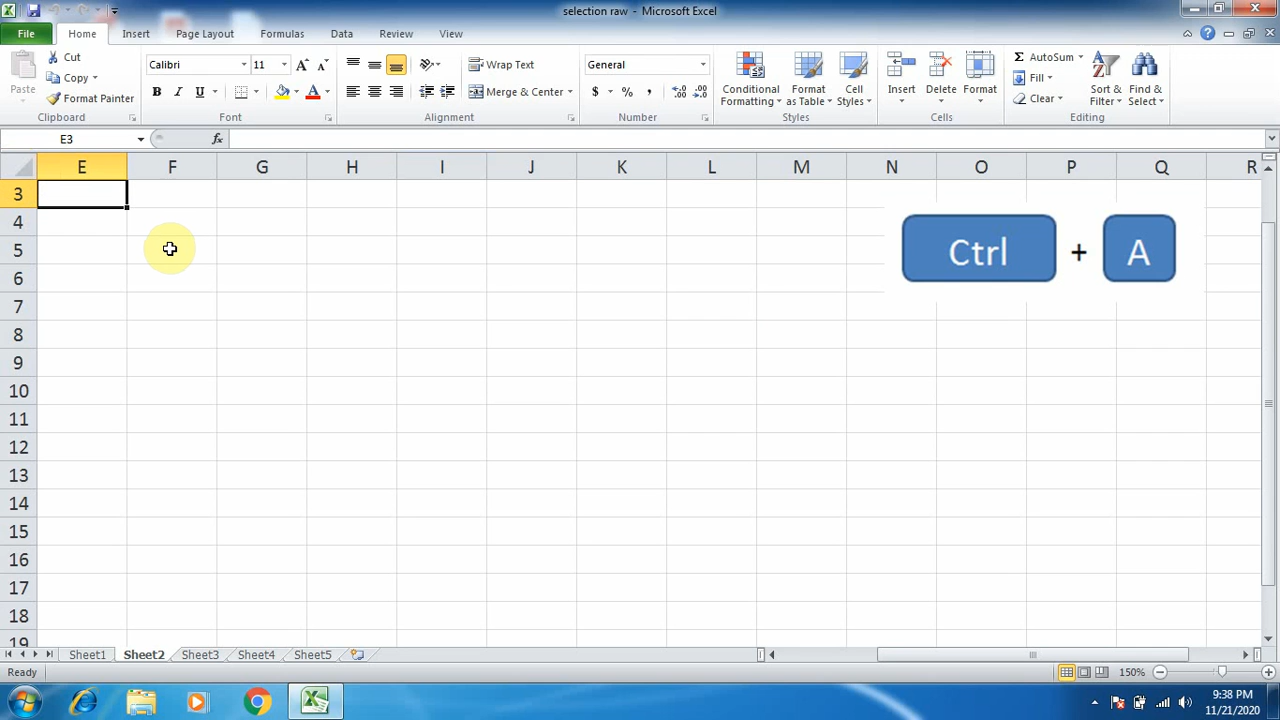 selection raw - Microsoft Excel
File Home Insert Page Layout Formulas Data Review View
Cut
Copy
Format Painter
Paste
Clipboard
Calibri 11
B I U
Font
Wrap Text
Merge & Center
Alignment
General
$ % ,
Number
Conditional Formatting
Format as Table
Cell Styles
Styles
Insert
Delete
Format
Cells
AutoSum
Fill
Clear
Sort & Filter
Find & Select
Editing
E3 fx
E F G H I J K L M N O P Q R
3
4
5
6
7
8
9
10
11
12
13
14
15
16
17
18
19
Ctrl + A
Sheet1 Sheet2 Sheet3 Sheet4 Sheet5
Ready 150%
9:38 PM
11/21/2020